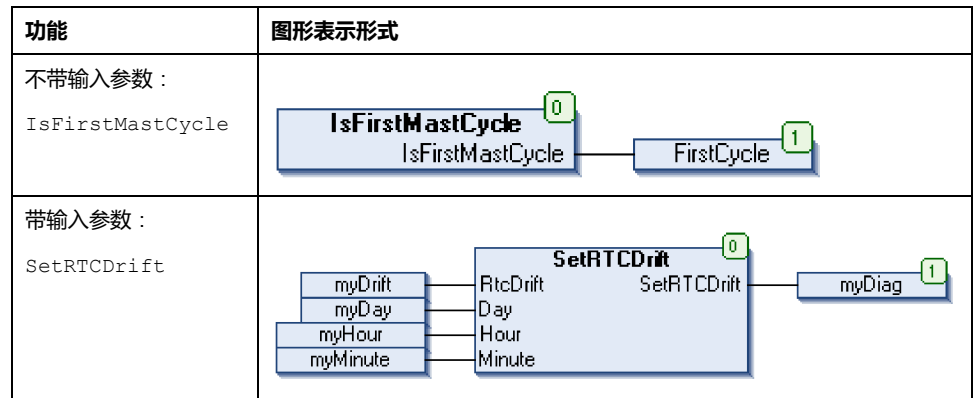 功能 图形表示形式
不带输入参数：
IsFirstMastCycle
0
IsFirstMastCycle
IsFirstMastCycle
1
FirstCycle
带输入参数：
SetRTCDrift
0
SetRTCDrift
myDrift RtcDrift SetRTCDrift myDiag 1
myDay Day
myHour Hour
myMinute Minute